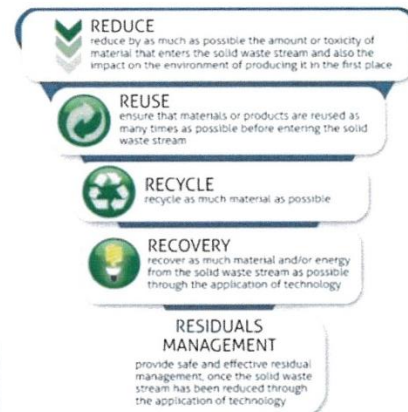 REDUCE
reduce by as much as possible the amount or toxicity of
material that enters the solid waste stream and also the
impact on the environment of producing it in the first place
REUSE
ensure that materials or products are reused as
many times as possible before entering the solid
waste stream
RECYCLE
recycle as much material as possible
RECOVERY
recover as much material and/or energy
from the solid waste stream as possible
through the application of technology
RESIDUALS
MANAGEMENT
provide safe and effective residual
management, once the solid waste
stream has been reduced through
the application of technology